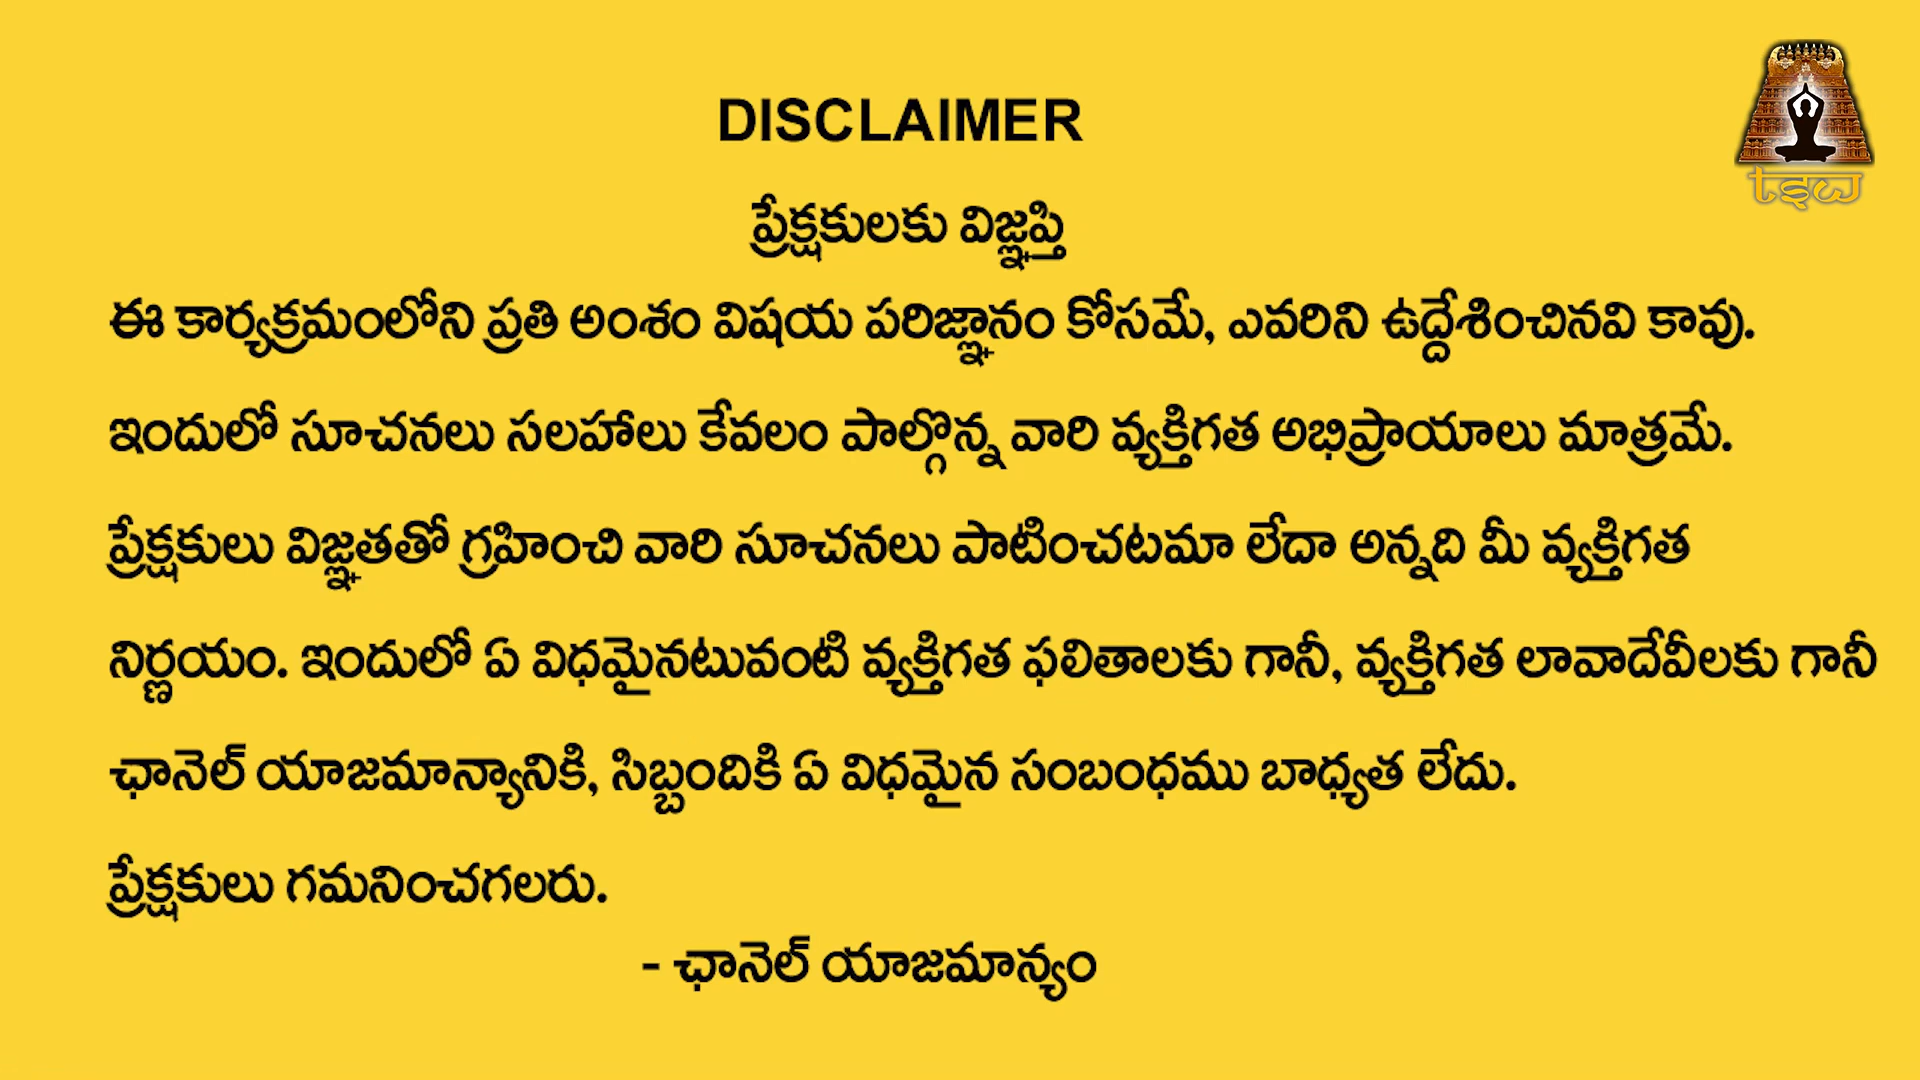 DISCLAIMER
ప్రేక్షకులకు విజ్ఞప్తి
ఈ కార్యక్రమంలోని ప్రతి అంశం విషయ పరిజ్ఞానం కోసమే, ఎవరిని ఉద్దేశించినవి కావు.
ఇందులో సూచనలు సలహాలు కేవలం పాల్గొన్న వారి వ్యక్తిగత అభిప్రాయాలు మాత్రమే.
ప్రేక్షకులు విజ్ఞతతో గ్రహించి వారి సూచనలు పాటించటమా లేదా అన్నది మీ వ్యక్తిగత
నిర్ణయం. ఇందులో ఏ విధమైనటువంటి వ్యక్తిగత ఫలితాలకు గానీ, వ్యక్తిగత లావాదేవీలకు గానీ
ఛానెల్ యాజమాన్యానికి, సిబ్బందికి ఏ విధమైన సంబంధము బాధ్యత లేదు.
ప్రేక్షకులు గమనించగలరు.
- ఛానెల్ యాజమాన్యం
TSW